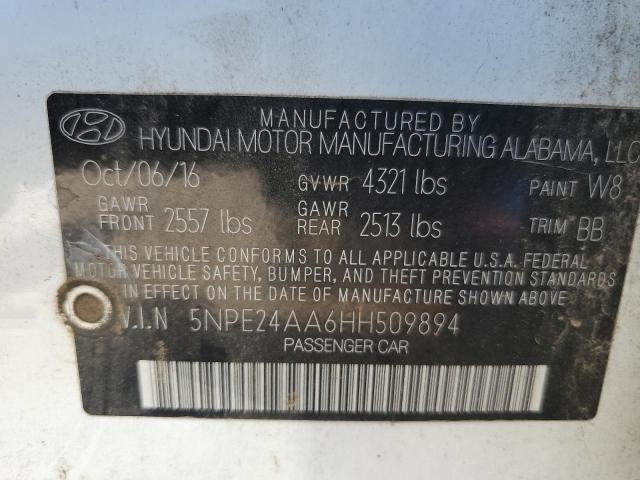 MANUFACTURED BY
HYUNDAI MOTOR MANUFACTURING ALABAMA, LLC
Oct/06/16 GVWR 4321 lbs PAINT W8
GAWR FRONT 2557 lbs GAWR REAR 2513 lbs TRIM BB
THIS VEHICLE CONFORMS TO ALL APPLICABLE U.S.A. FEDERAL
MOTOR VEHICLE SAFETY, BUMPER, AND THEFT PREVENTION STANDARDS
IN EFFECT ON THE DATE OF MANUFACTURE SHOWN ABOVE.
V.I.N 5NPE24AA6HH509894
PASSENGER CAR